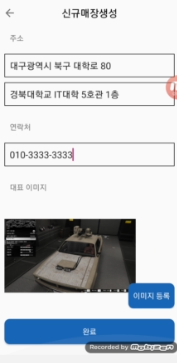 신규매장생성
주소
대구광역시 북구 대학로 80
경북대학교 IT대학 5호관 1층
연락처
010-3333-3333
대표 이미지
이미지 등록
완료
Recorded by